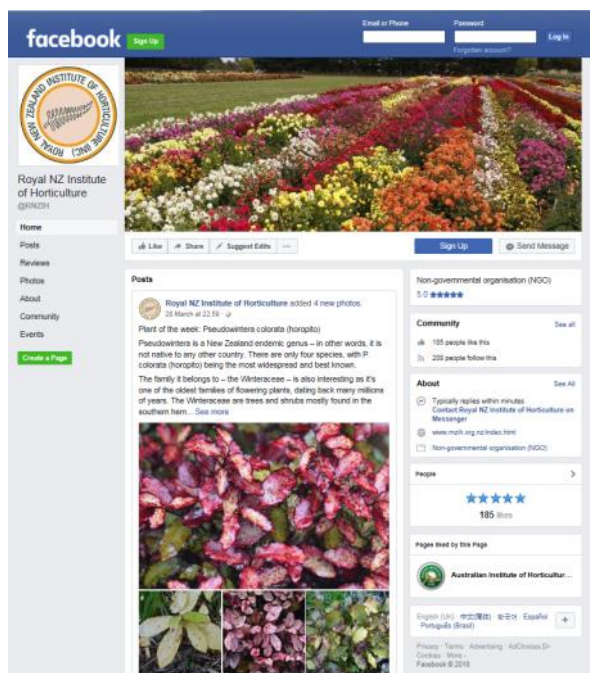 Email or Phone
Password
facebook
Sign Up
Log In
Forgotten account?
ROYAL NEW ZEALAND INSTITUTE OF HORTICULTURE (INC.)
Royal NZ Institute
of Horticulture
@RNZIH
Home
Posts
Reviews
Photos
About
Community
Events
Create a Page
Like
Share
Suggest Edits
Sign Up
Send Message
Posts
Royal NZ Institute of Horticulture added 4 new photos.
28 March at 22:59
Plant of the week: Pseudowintera colorata (horopito)
Pseudowintera is a New Zealand endemic genus – in other words, it is
not native to any other country. There are only four species, with P
colorata (horopito) being the most widespread and best known.
The family it belongs to – the Winteraceae – is also interesting as it's
one of the oldest families of flowering plants, dating back many millions
of years. The Winteraceae are trees and shrubs mostly found in the
southern hem... See more
Non-governmental organisation (NGO)
5.0
Community
See all
185 people like this
208 people follow this
About
See All
Typically replies within minutes
Contact Royal NZ Institute of Horticulture on
Messenger
www.rnzih.org.nz/index.html
Non-governmental organisation (NGO)
People
185 likes
Pages liked by this Page
Australian Institute of Horticultur...
English (UK) · 中文(简体) · 한국어 · Español
· Português (Brasil)
Privacy · Terms · Advertising · AdChoices
Cookies · More
Facebook © 2018